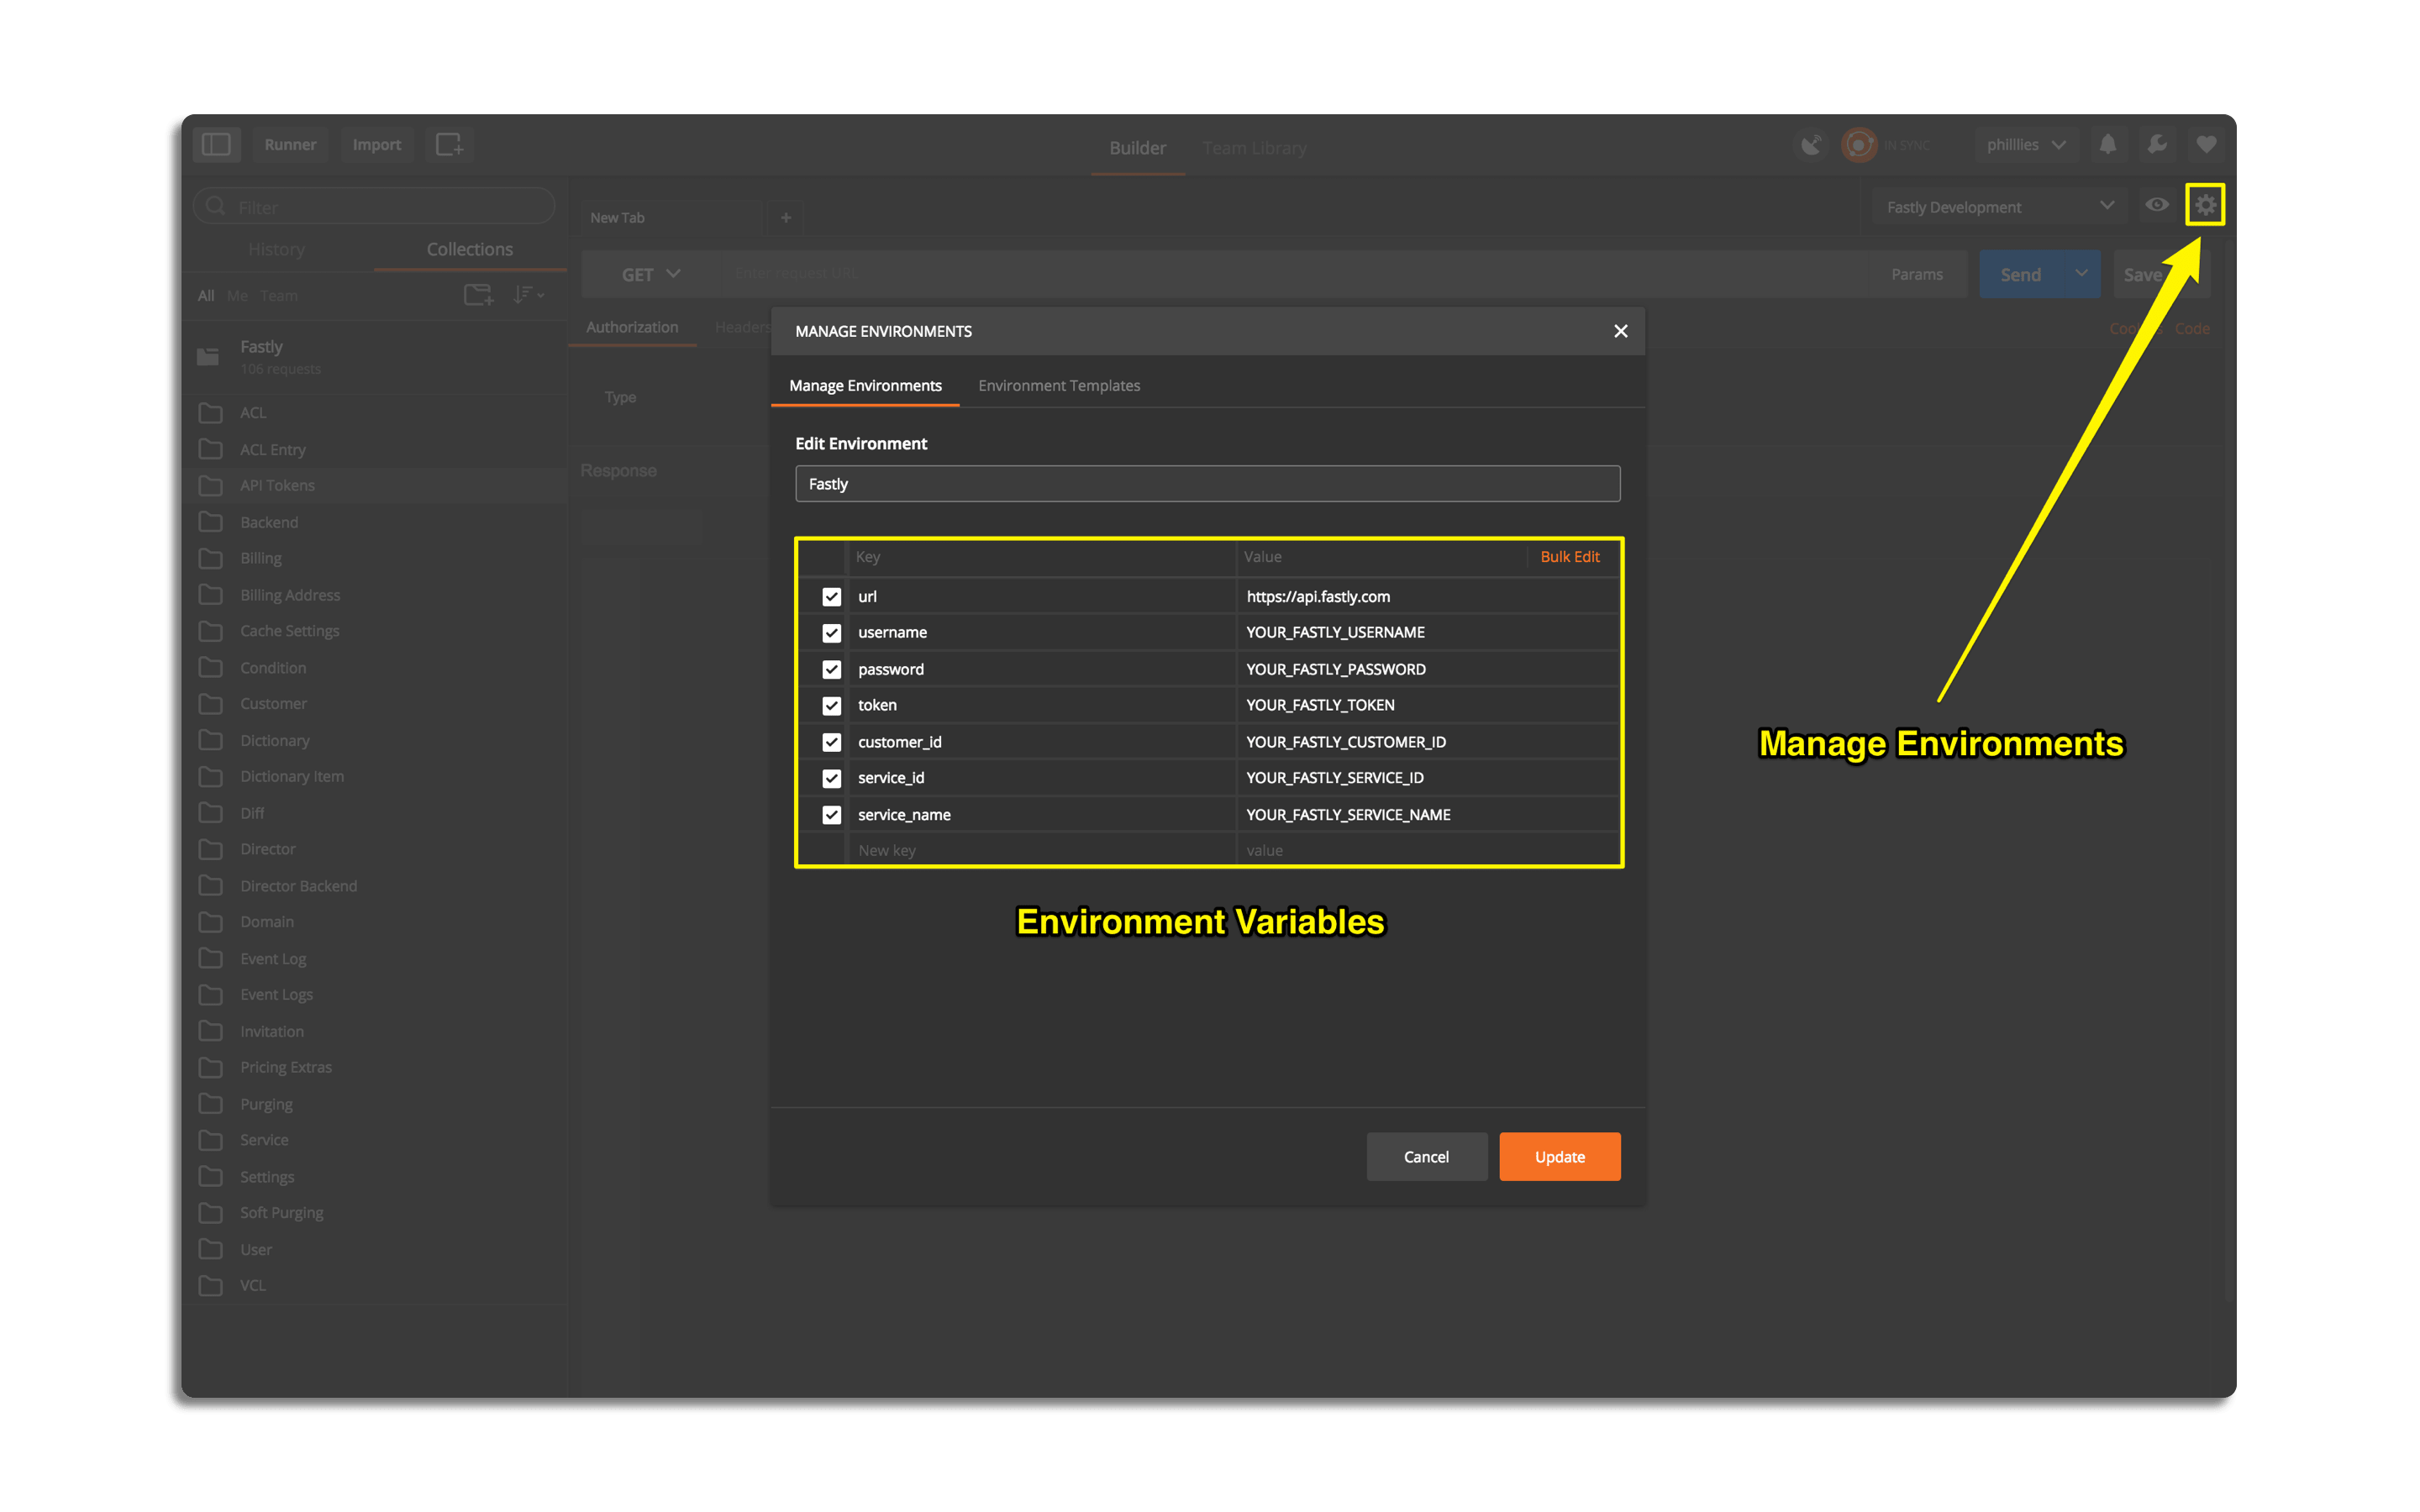 Runner Import Builder Team Library IN SYNC philllies
Filter
New Tab + Fastly Development
History Collections
GET Enter request URL Params Send Save
All Me Team
Authorization Headers Code
Fastly
106 requests
Type
Response
ACL
ACL Entry
API Tokens
Backend
Billing
Billing Address
Cache Settings
Condition
Customer
Dictionary
Dictionary Item
Diff
Director
Director Backend
Domain
Event Log
Event Logs
Invitation
Pricing Extras
Purging
Service
Settings
Soft Purging
User
VCL
MANAGE ENVIRONMENTS
Manage Environments Environment Templates
Edit Environment
Fastly
Key Value Bulk Edit
url https://api.fastly.com
username YOUR_FASTLY_USERNAME
password YOUR_FASTLY_PASSWORD
token YOUR_FASTLY_TOKEN
customer_id YOUR_FASTLY_CUSTOMER_ID
service_id YOUR_FASTLY_SERVICE_ID
service_name YOUR_FASTLY_SERVICE_NAME
New key value
Environment Variables
Cancel Update
Manage Environments